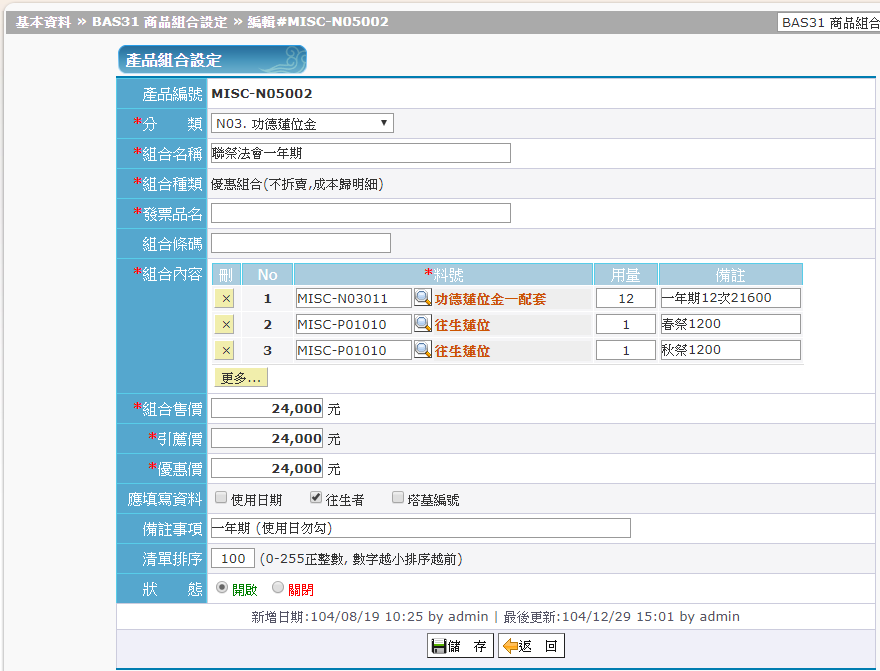 基本資料 » BAS31 商品組合設定 » 編輯#MISC-N05002
BAS31 商品組合
產品組合設定
產品編號 MISC-N05002
*分 類 N03. 功德蓮位金
*組合名稱 聯祭法會一年期
*組合種類 優惠組合(不拆賣,成本歸明細)
*發票品名
組合條碼
*組合內容 刪 No *料號 用量 備註
× 1 MISC-N03011 功德蓮位金一配套 12 一年期12次21600
× 2 MISC-P01010 往生蓮位 1 春祭1200
× 3 MISC-P01010 往生蓮位 1 秋祭1200
更多...
*組合售價 24,000 元
*引薦價 24,000 元
*優惠價 24,000 元
應填寫資料 使用日期 往生者 塔墓編號
備註事項 一年期 (使用日勿勾)
清單排序 100 (0-255正整數, 數字越小排序越前)
狀 態 開啟 關閉
新增日期:104/08/19 10:25 by admin | 最後更新:104/12/29 15:01 by admin
儲 存 返 回